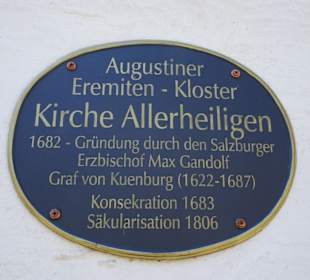 Augustiner
Eremiten - Kloster
Kirche Allerheiligen
1682 - Gründung durch den Salzburger
Erzbischof Max Gandolf
Graf von Kuenburg (1622-1687)
Konsekration 1683
Säkularisation 1806